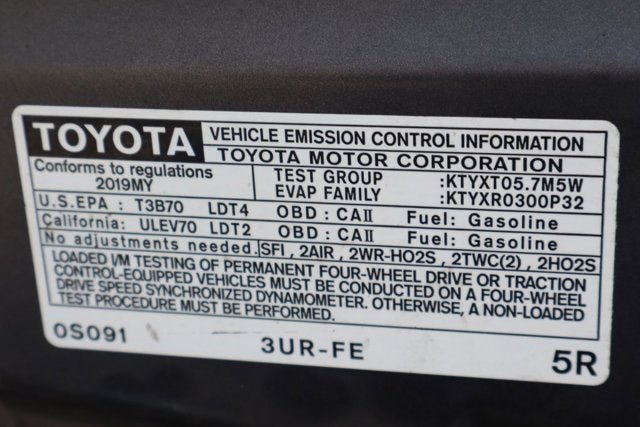 TOYOTA
VEHICLE EMISSION CONTROL INFORMATION
TOYOTA MOTOR CORPORATION
Conforms to regulations
2019MY
TEST GROUP :KTYXT05.7M5W
EVAP FAMILY :KTYXR0300P32
U.S.EPA : T3B70 LDT4 OBD : CAII Fuel: Gasoline
California: ULEV70 LDT2 OBD : CAII Fuel: Gasoline
No adjustments needed. SFI , 2AIR , 2WR-HO2S , 2TWC(2) , 2HO2S
LOADED I/M TESTING OF PERMANENT FOUR-WHEEL DRIVE OR TRACTION
CONTROL-EQUIPPED VEHICLES MUST BE CONDUCTED ON A FOUR-WHEEL
DRIVE SPEED SYNCHRONIZED DYNAMOMETER. OTHERWISE, A NON-LOADED
TEST PROCEDURE MUST BE PERFORMED.
0S091 3UR-FE 5R